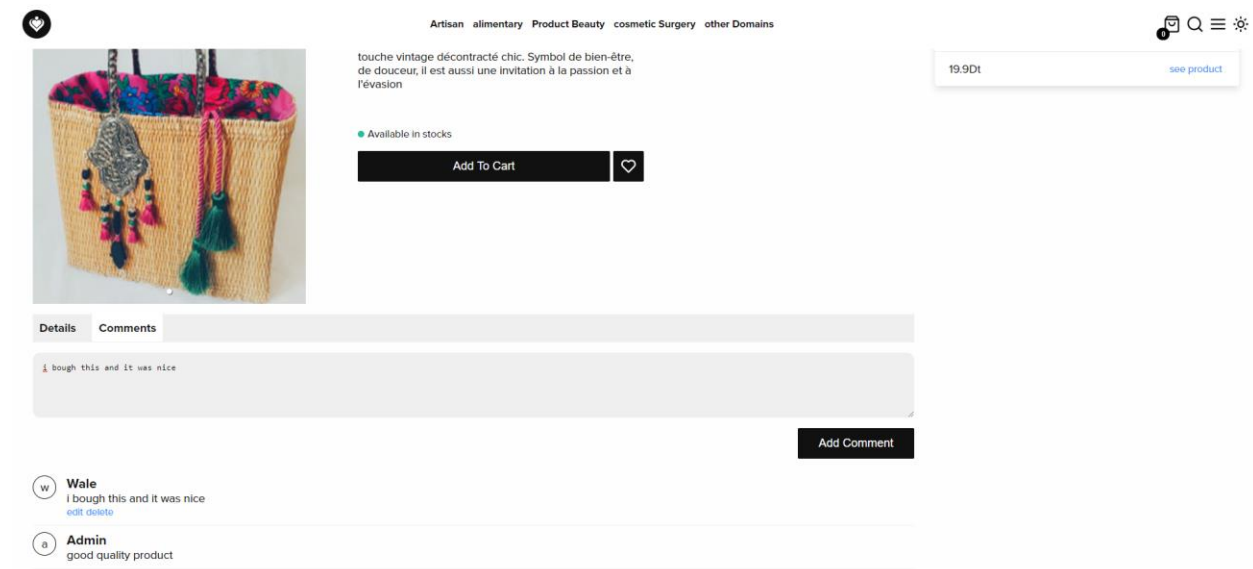 Artisan alimentary Product Beauty cosmetic Surgery other Domains
0
touche vintage décontracté chic. Symbol de bien-être,
de douceur, il est aussi une invitation à la passion et à
l'évasion
19.9Dt see product
Available in stocks
Add To Cart
Details Comments
i bough this and it was nice
Add Comment
w
Wale
i bough this and it was nice
edit delete
a
Admin
good quality product